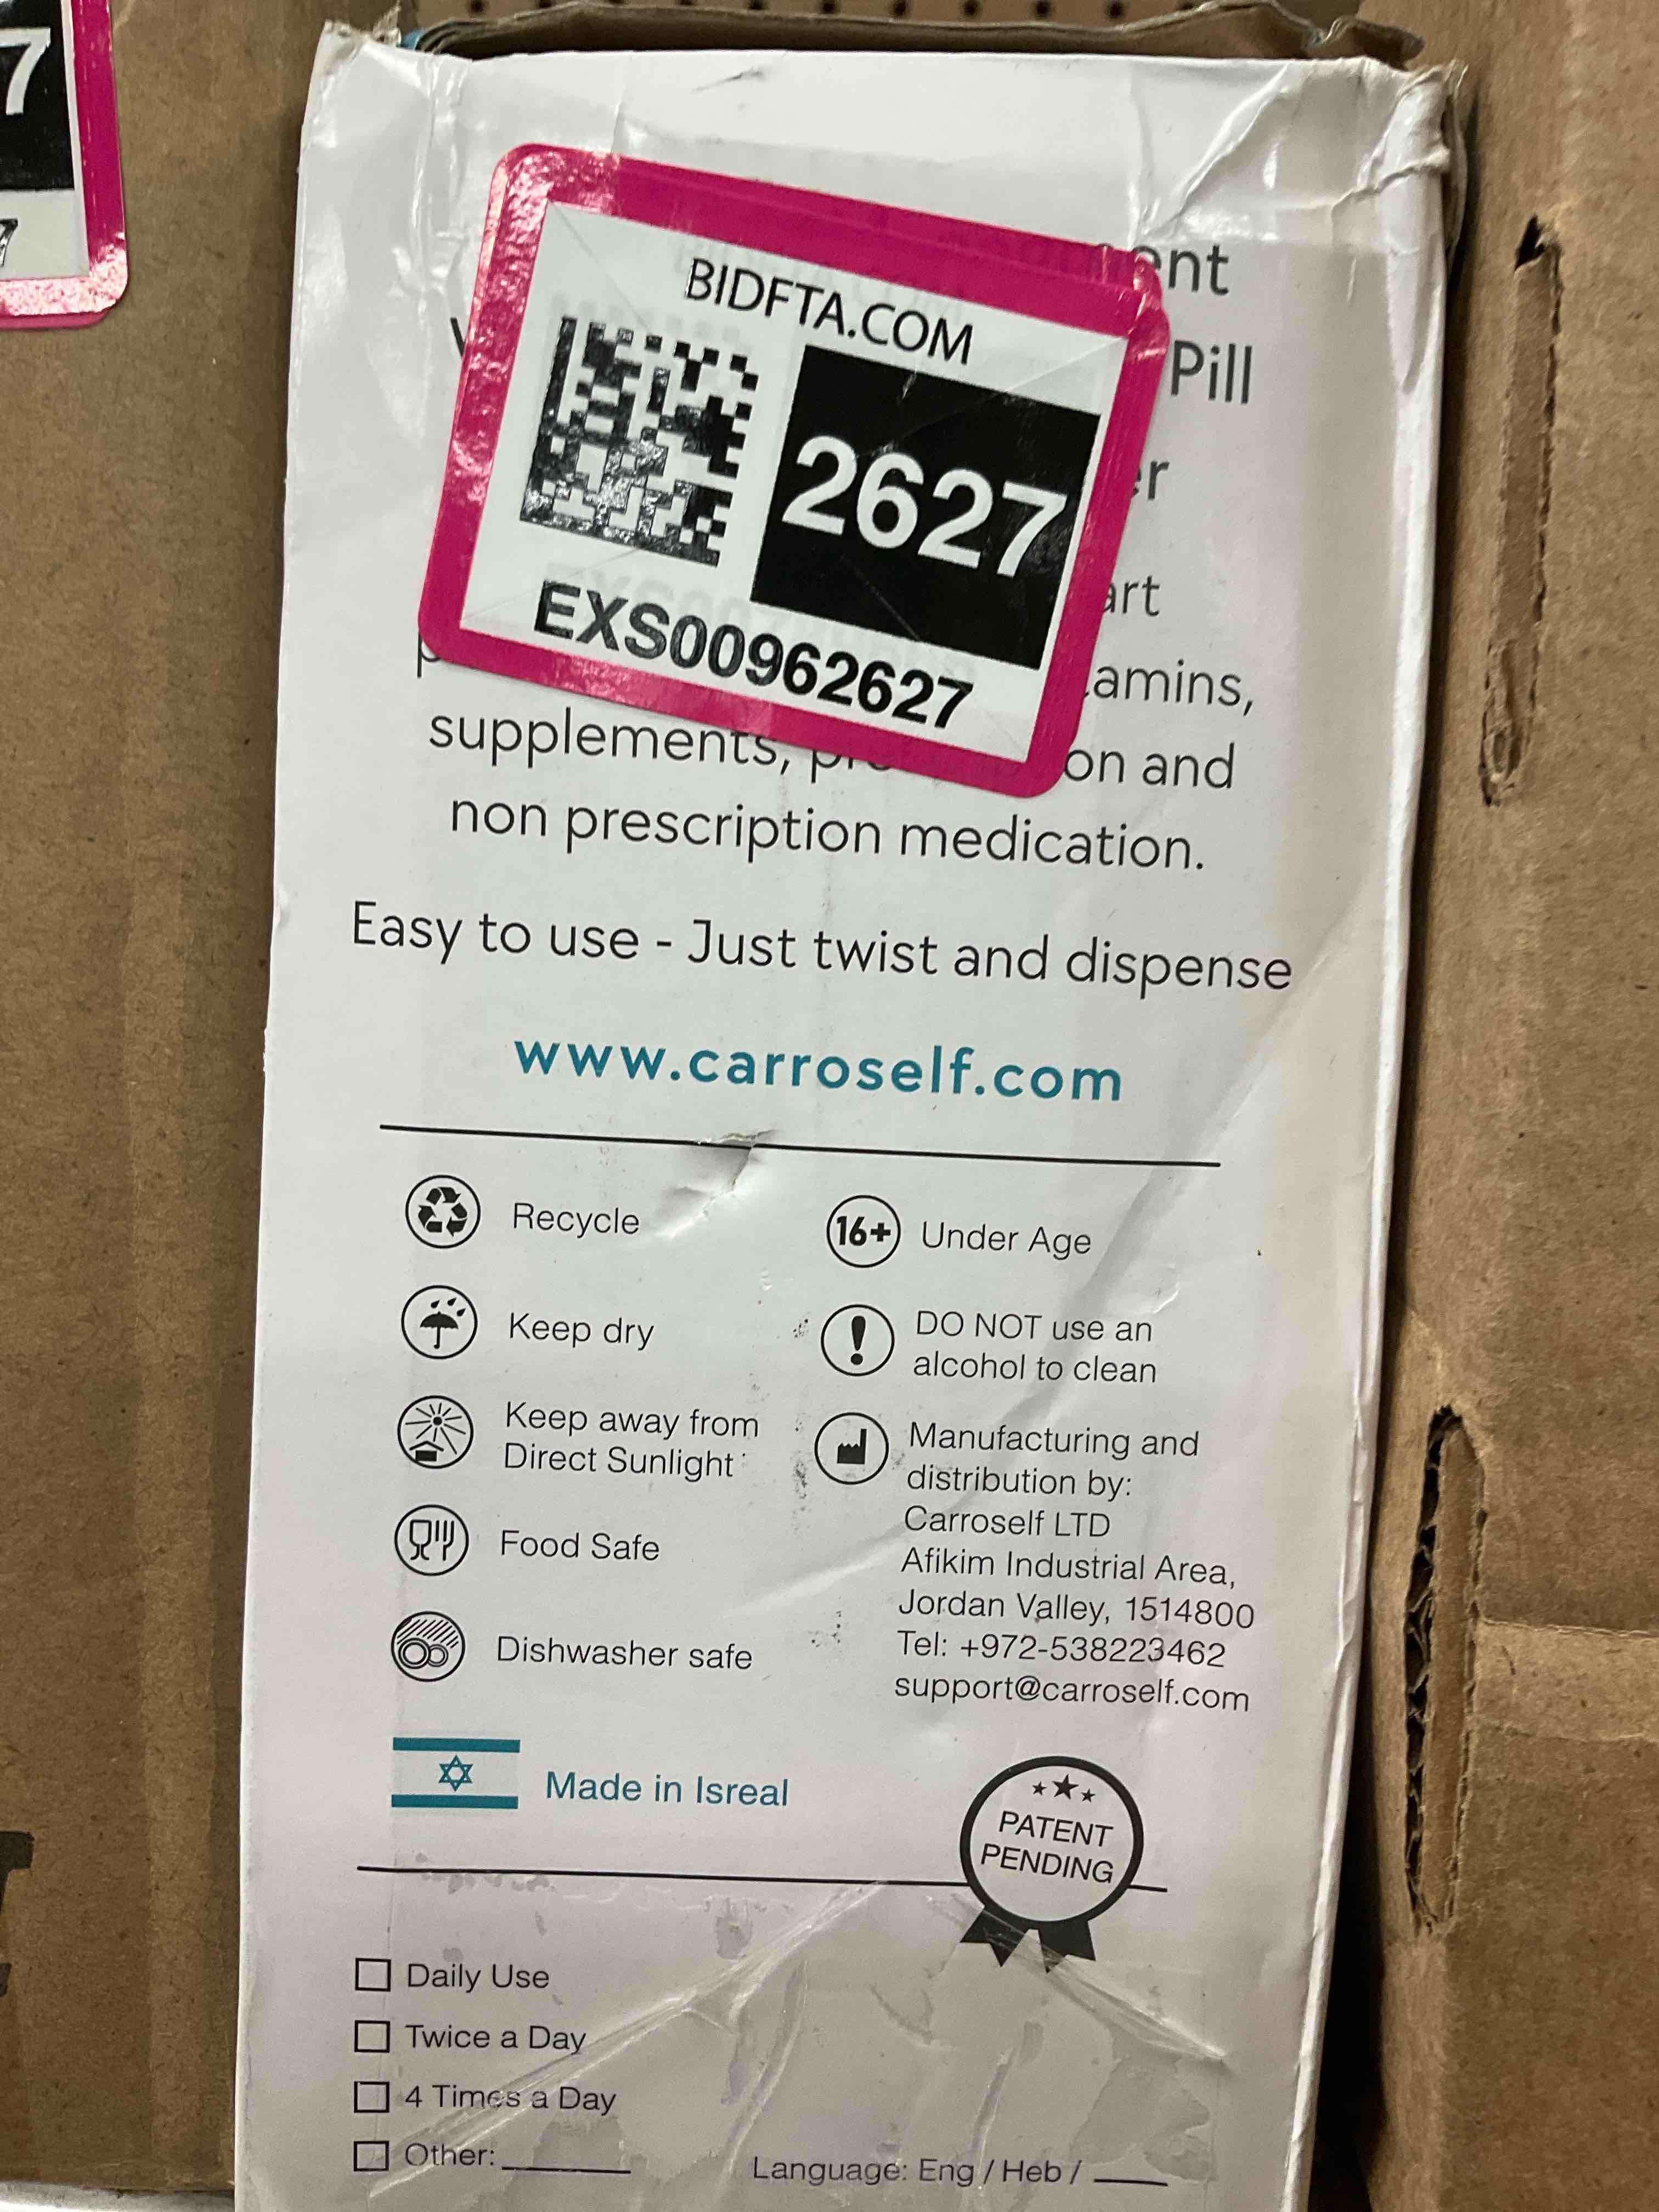 7
BIDFTA.COM
2627
EXS00962627
Pill
supplements, and
non prescription medication.
Easy to use - Just twist and dispense
www.carroself.com
Recycle
Keep dry
Keep away from
Direct Sunlight
Food Safe
Dishwasher safe
16+ Under Age
DO NOT use an
alcohol to clean
Manufacturing and
distribution by:
Carroself LTD
Afikim Industrial Area,
Jordan Valley, 1514800
Tel: +972-538223462
support@carroself.com
Made in Isreal
PATENT
PENDING
Daily Use
Twice a Day
4 Times a Day
Other:
Language: Eng / Heb /